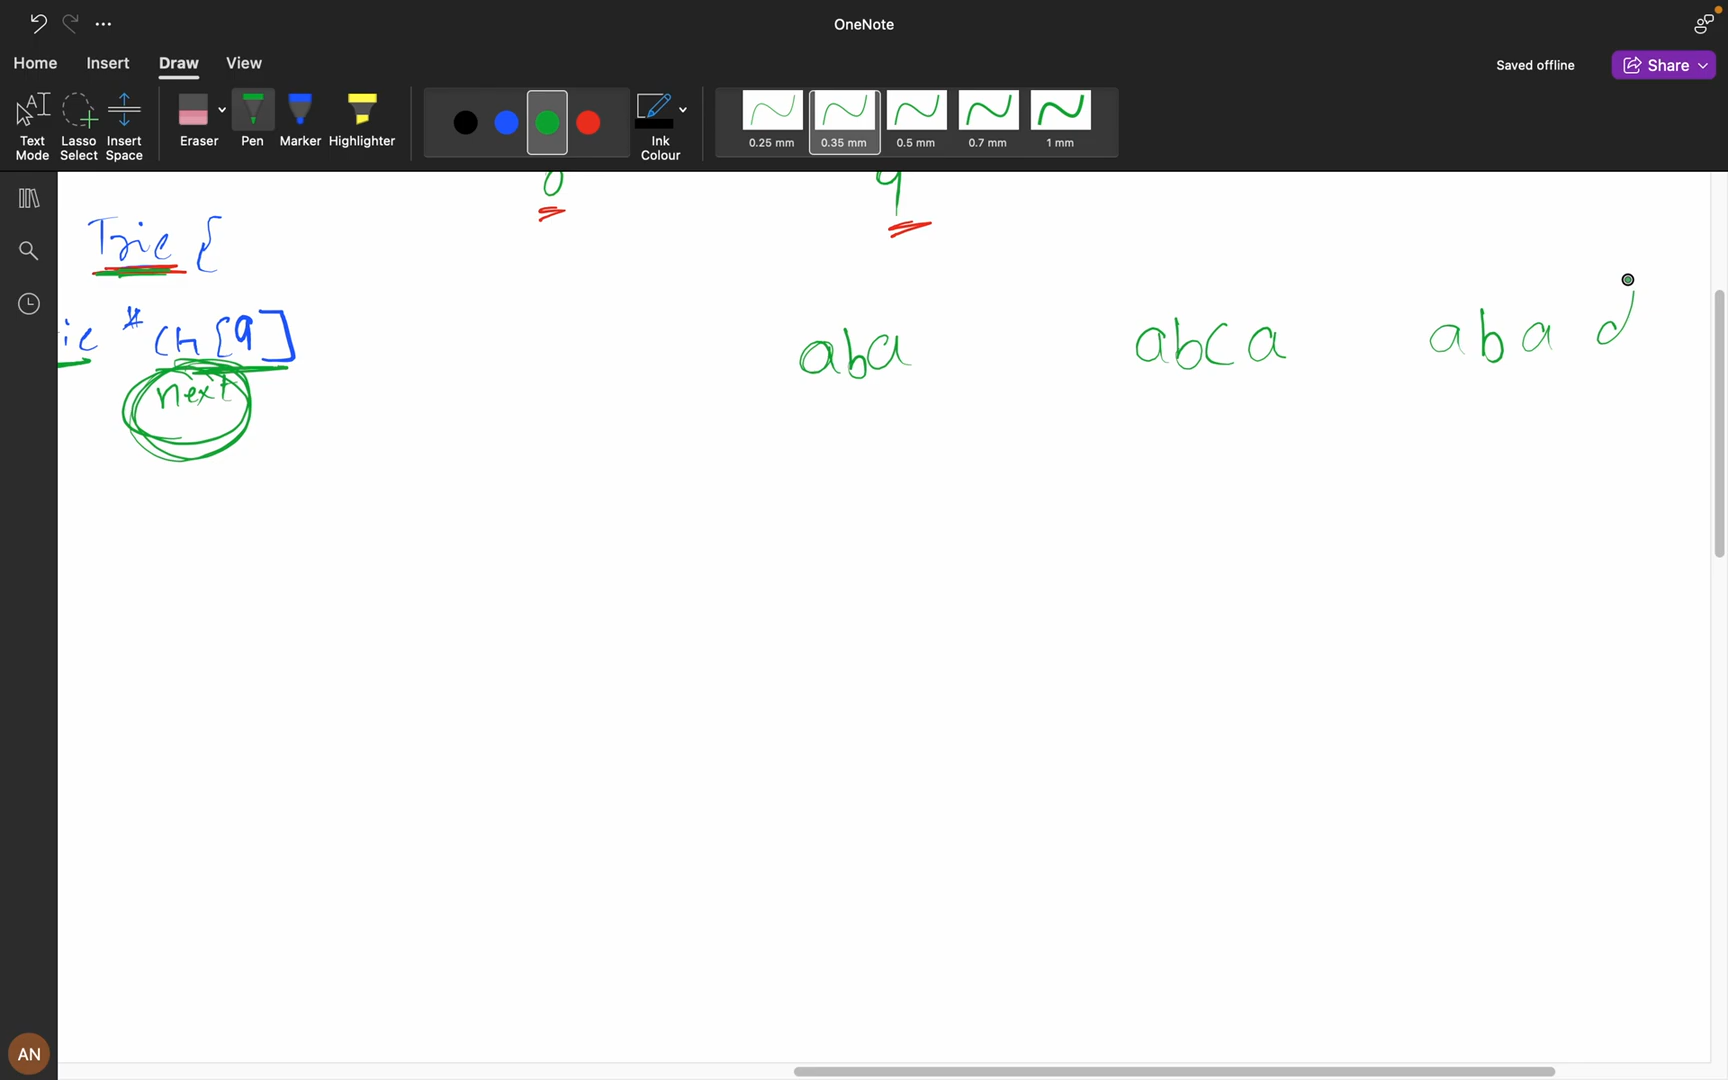 OneNote
Home Insert Draw View
Saved offline
Share
Text Mode
Lasso Select
Insert Space
Eraser
Pen
Marker
Highlighter
Ink Colour
0.25 mm
0.35 mm
0.5 mm
0.7 mm
1 mm
9
Trie {
ie * ch[9]
next
aba abca aba d
AN